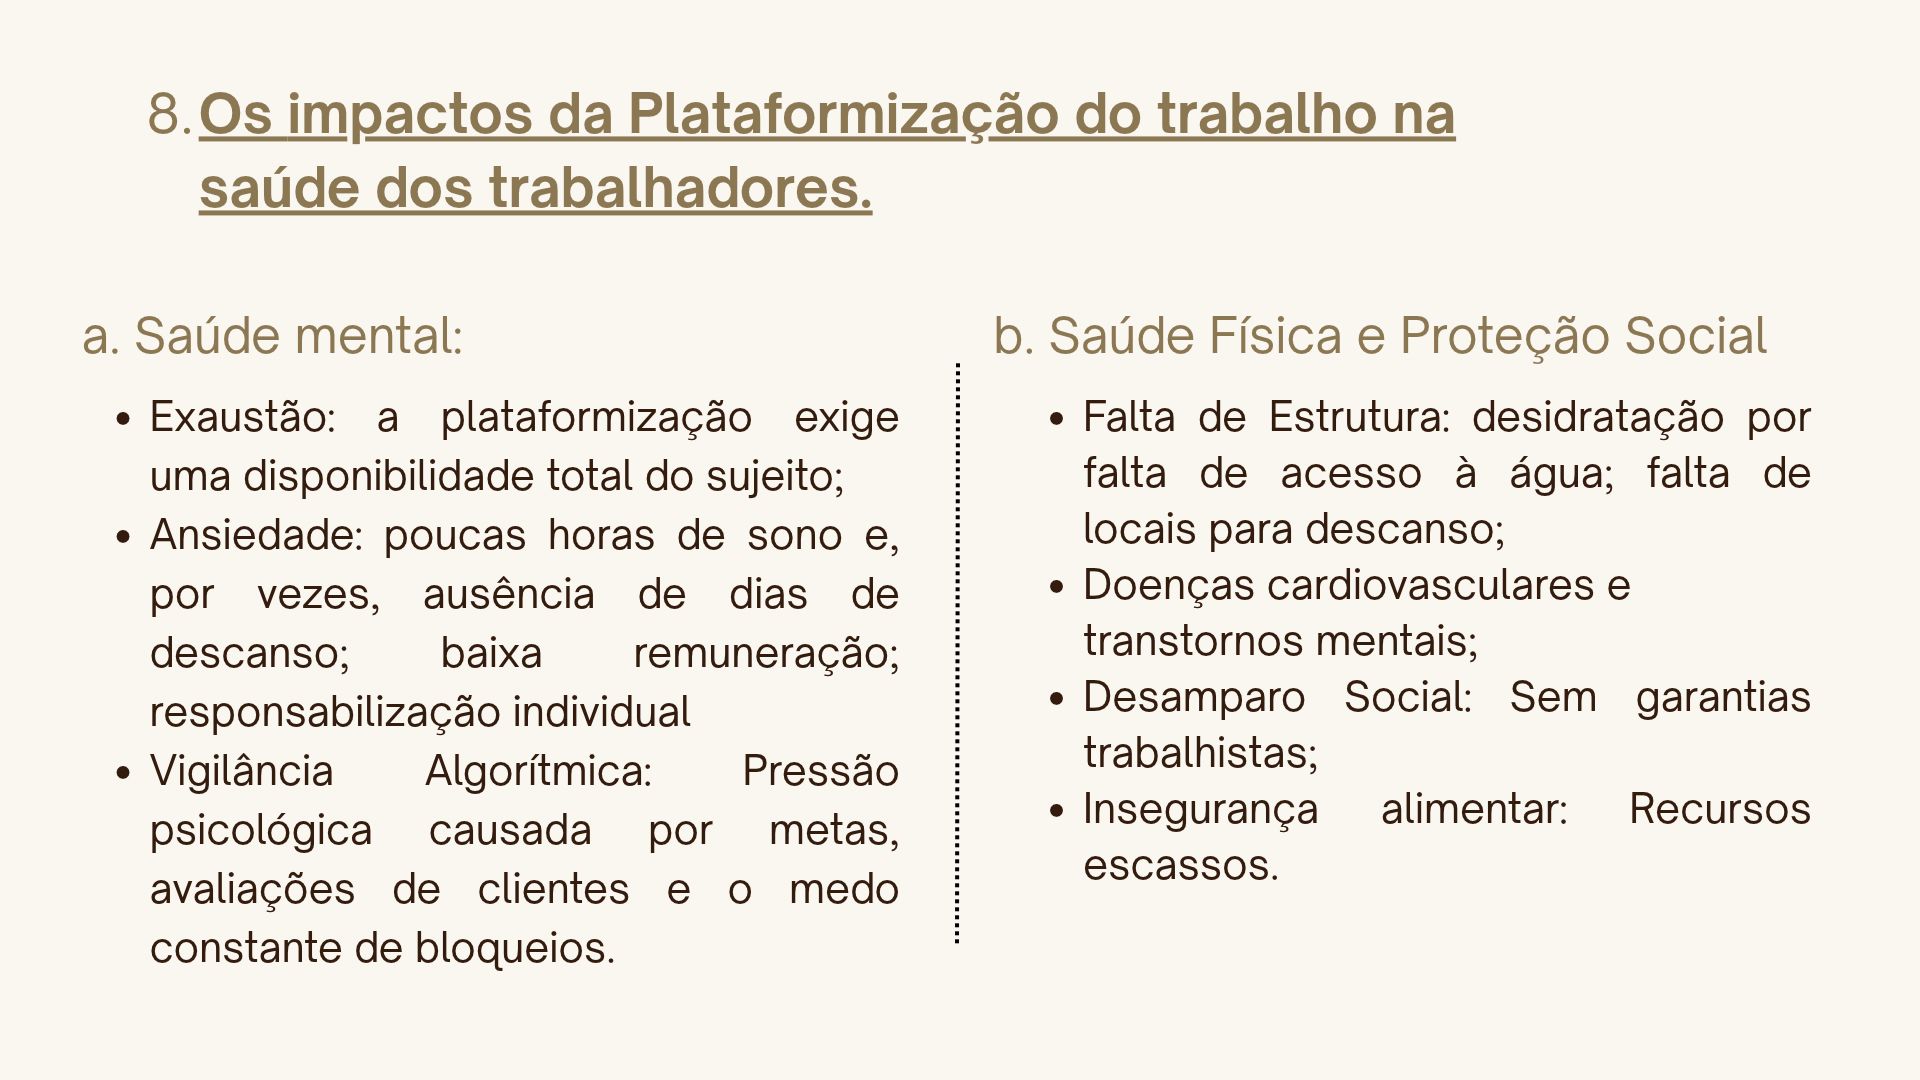 8. Os impactos da Plataformização do trabalho na
saúde dos trabalhadores.
a. Saúde mental:
• Exaustão: a plataformização exige
uma disponibilidade total do sujeito;
• Ansiedade: poucas horas de sono e,
por vezes, ausência de dias de
descanso; baixa remuneração;
responsabilização individual
• Vigilância Algorítmica: Pressão
psicológica causada por metas,
avaliações de clientes e o medo
constante de bloqueios.
b. Saúde Física e Proteção Social
• Falta de Estrutura: desidratação por
falta de acesso à água; falta de
locais para descanso;
• Doenças cardiovasculares e
transtornos mentais;
• Desamparo Social: Sem garantias
trabalhistas;
• Insegurança alimentar: Recursos
escassos.